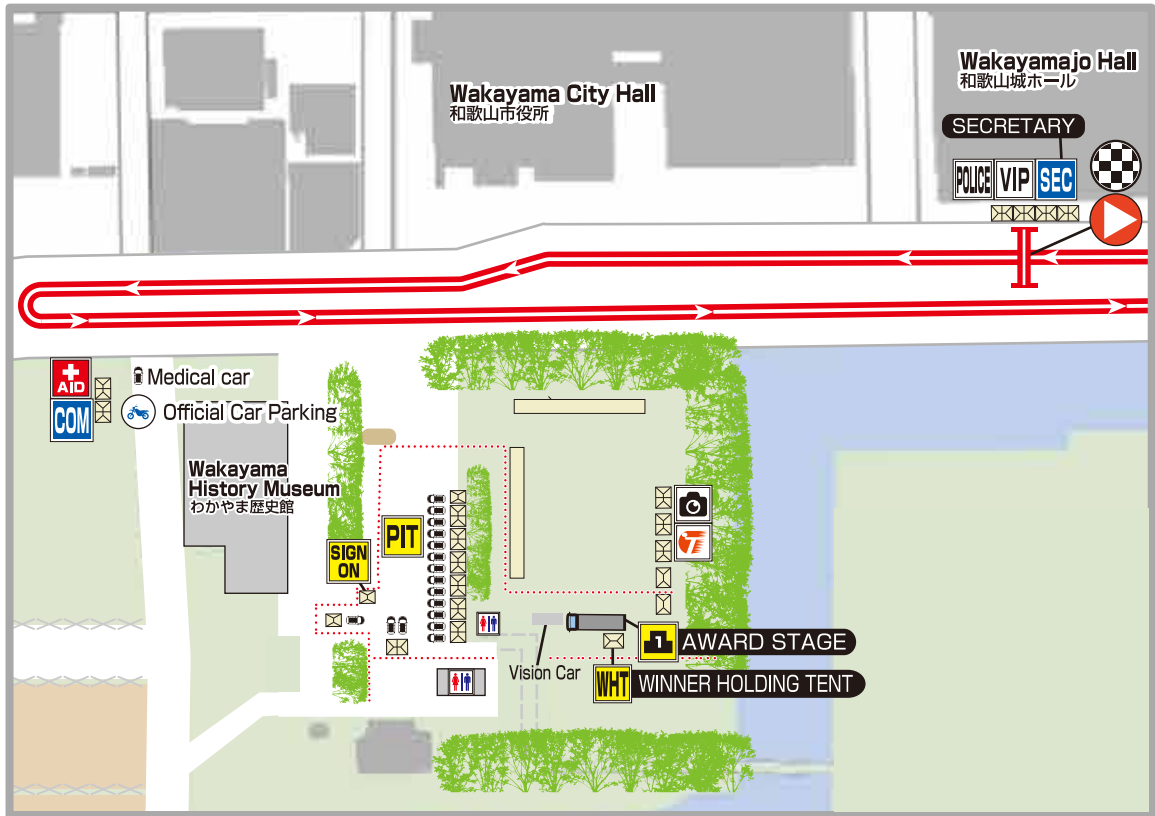 Wakayama City Hall
和歌山市役所
Wakayamajo Hall
和歌山城ホール
SECRETARY
POLICE
VIP
SEC
AID
COM
Medical car
Official Car Parking
Wakayama
History Museum
わかやま歴史館
SIGN
ON
PIT
T
1
AWARD STAGE
Vision Car
WHT
WINNER HOLDING TENT